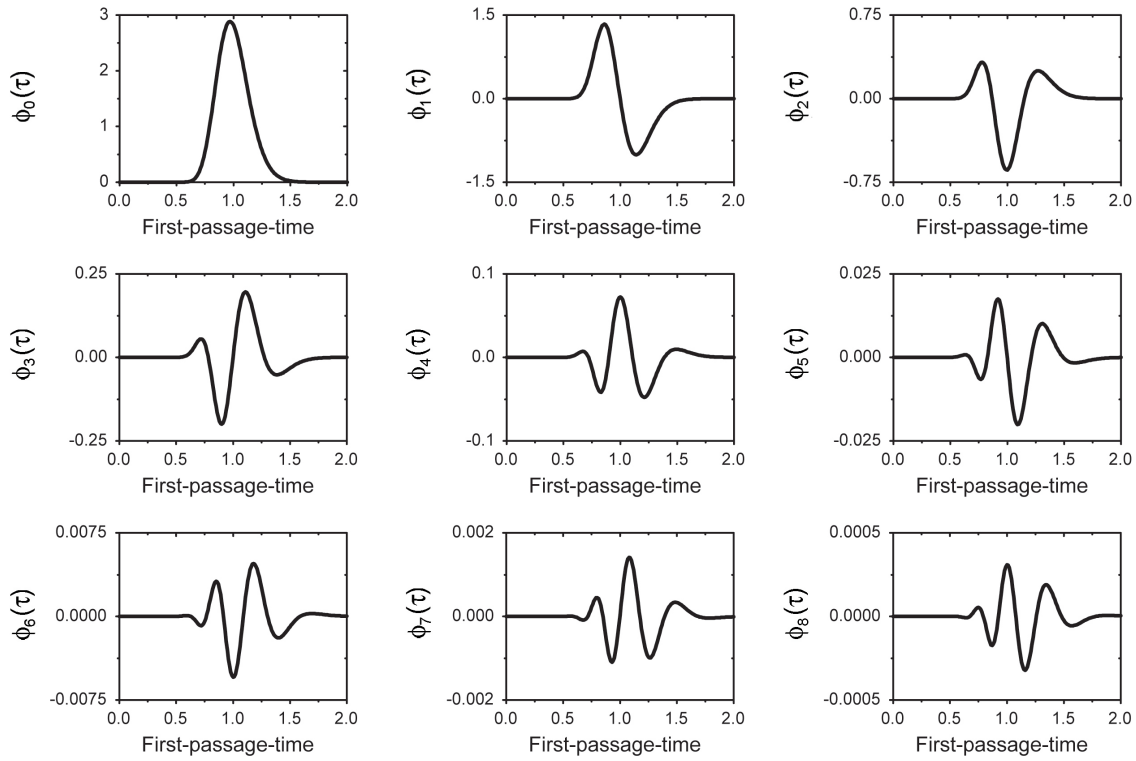 3
2
1
0
ϕ₀(τ)
0.0 0.5 1.0 1.5 2.0
First-passage-time
1.5
0.0
-1.5
ϕ₁(τ)
0.0 0.5 1.0 1.5 2.0
First-passage-time
0.75
0.00
-0.75
ϕ₂(τ)
0.0 0.5 1.0 1.5 2.0
First-passage-time
0.25
0.00
-0.25
ϕ₃(τ)
0.0 0.5 1.0 1.5 2.0
First-passage-time
0.1
0.0
-0.1
ϕ₄(τ)
0.0 0.5 1.0 1.5 2.0
First-passage-time
0.025
0.000
-0.025
ϕ₅(τ)
0.0 0.5 1.0 1.5 2.0
First-passage-time
0.0075
0.0000
-0.0075
ϕ₆(τ)
0.0 0.5 1.0 1.5 2.0
First-passage-time
0.002
0.000
-0.002
ϕ₇(τ)
0.0 0.5 1.0 1.5 2.0
First-passage-time
0.0005
0.0000
-0.0005
ϕ₈(τ)
0.0 0.5 1.0 1.5 2.0
First-passage-time